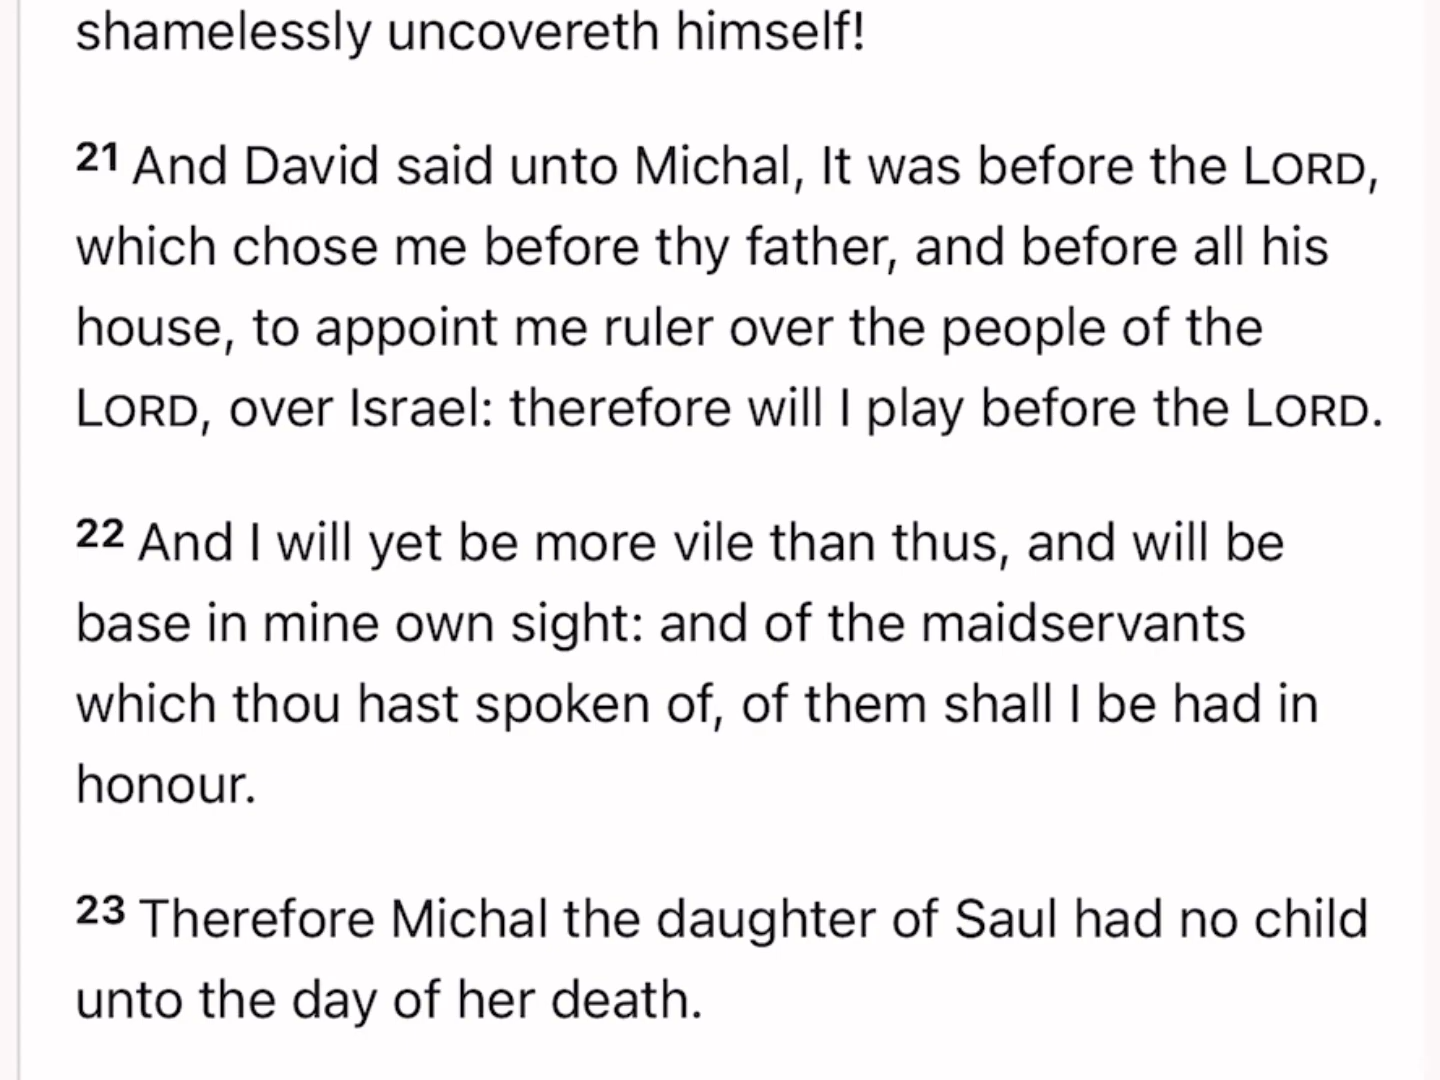 shamelessly uncovereth himself!
21 And David said unto Michal, It was before the LORD,
which chose me before thy father, and before all his
house, to appoint me ruler over the people of the
LORD, over Israel: therefore will I play before the LORD.
22 And I will yet be more vile than thus, and will be
base in mine own sight: and of the maidservants
which thou hast spoken of, of them shall I be had in
honour.
23 Therefore Michal the daughter of Saul had no child
unto the day of her death.